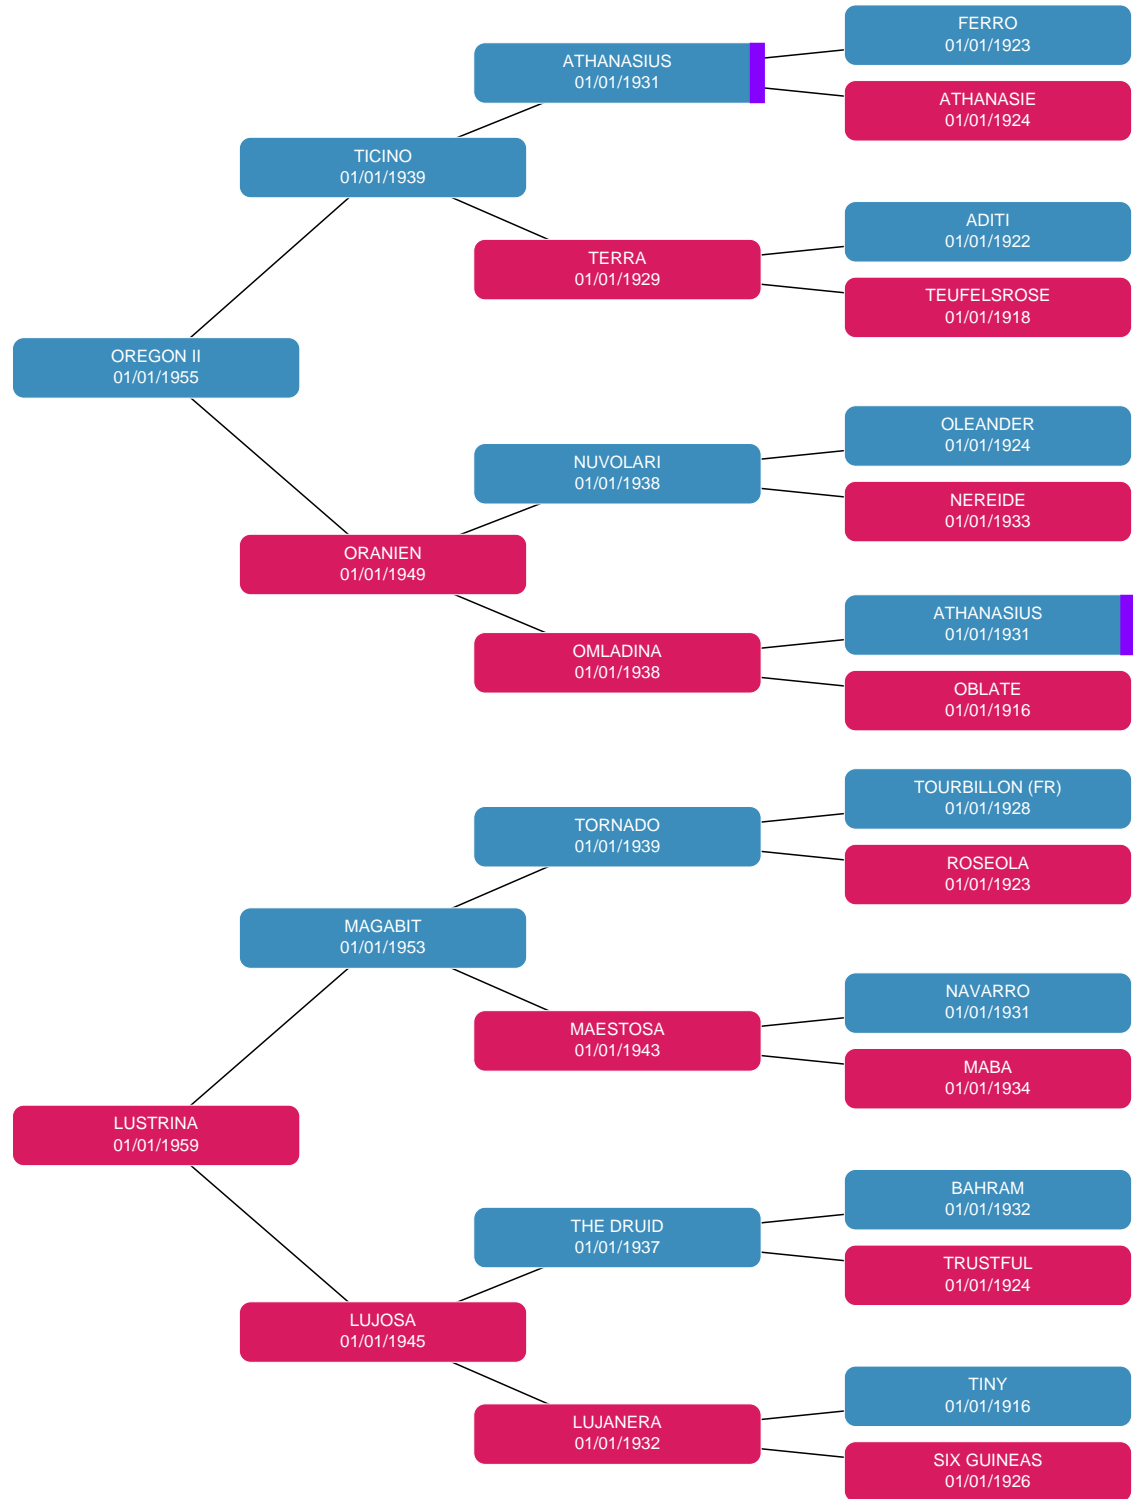 FERRO
01/01/1923
ATHANASIUS
01/01/1931
ATHANASIE
01/01/1924
TICINO
01/01/1939
ADITI
01/01/1922
TERRA
01/01/1929
TEUFELSROSE
01/01/1918
OREGON II
01/01/1955
OLEANDER
01/01/1924
NUVOLARI
01/01/1938
NEREIDE
01/01/1933
ORANIEN
01/01/1949
ATHANASIUS
01/01/1931
OMLADINA
01/01/1938
OBLATE
01/01/1916
TOURBILLON (FR)
01/01/1928
TORNADO
01/01/1939
ROSEOLA
01/01/1923
MAGABIT
01/01/1953
NAVARRO
01/01/1931
MAESTOSA
01/01/1943
MABA
01/01/1934
LUSTRINA
01/01/1959
BAHRAM
01/01/1932
THE DRUID
01/01/1937
TRUSTFUL
01/01/1924
LUJOSA
01/01/1945
TINY
01/01/1916
LUJANERA
01/01/1932
SIX GUINEAS
01/01/1926